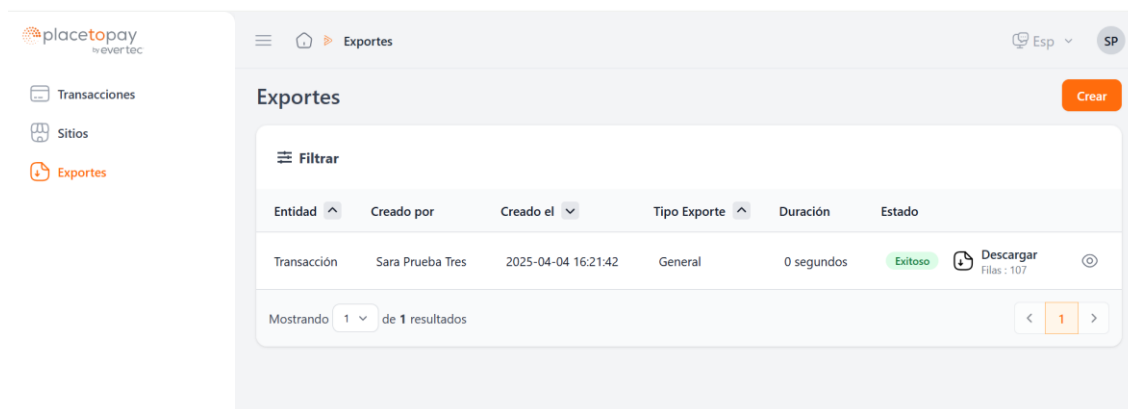 placetopay
by evertec
Exportes
Esp
SP
Transacciones
Sitios
Exportes
Exportes
Crear
Filtrar
Entidad Creado por Creado el Tipo Exporte Duración Estado
Transacción Sara Prueba Tres 2025-04-04 16:21:42 General 0 segundos Exitoso Descargar
Filas : 107
Mostrando 1 de 1 resultados
1